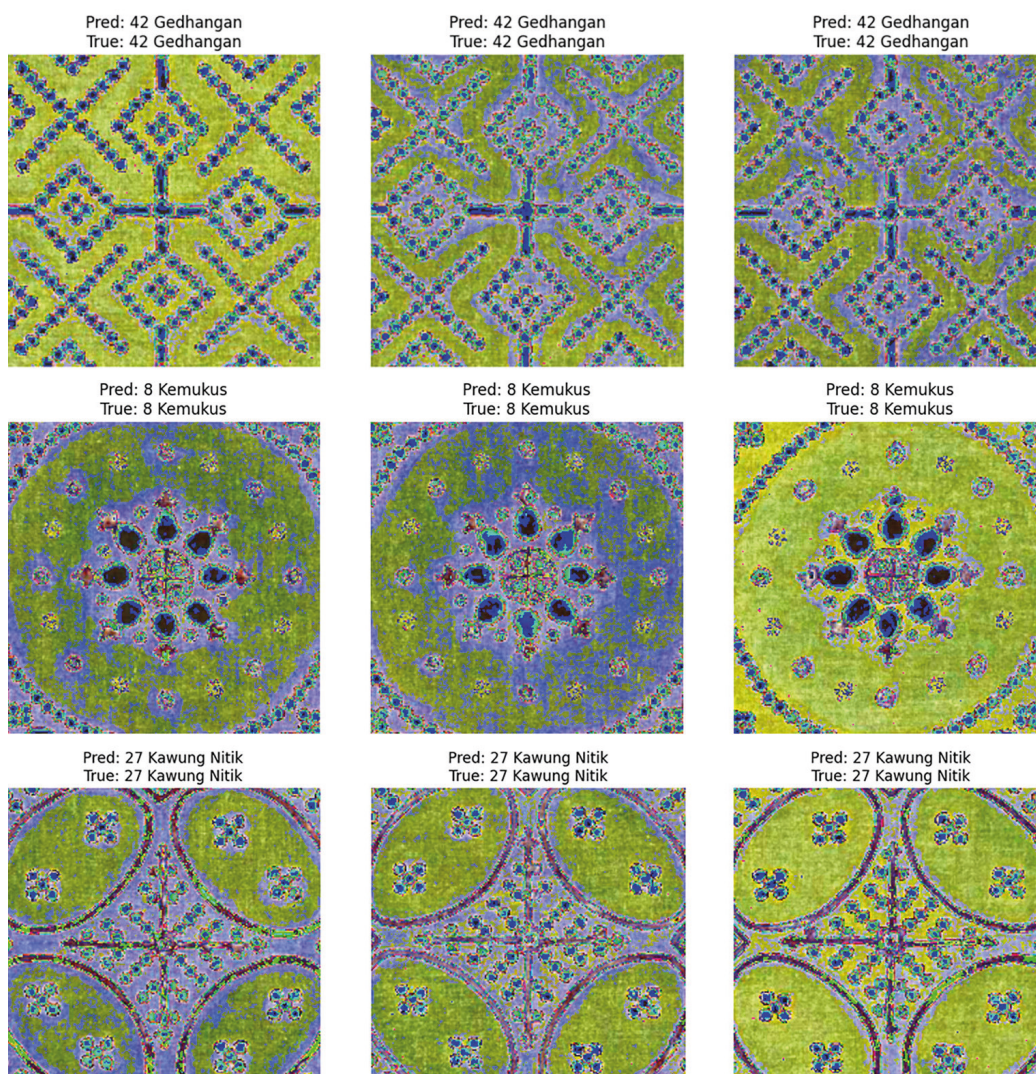 Pred: 42 Gedhangan
True: 42 Gedhangan
Pred: 42 Gedhangan
True: 42 Gedhangan
Pred: 42 Gedhangan
True: 42 Gedhangan
Pred: 8 Kemukus
True: 8 Kemukus
Pred: 8 Kemukus
True: 8 Kemukus
Pred: 8 Kemukus
True: 8 Kemukus
Pred: 27 Kawung Nitik
True: 27 Kawung Nitik
Pred: 27 Kawung Nitik
True: 27 Kawung Nitik
Pred: 27 Kawung Nitik
True: 27 Kawung Nitik